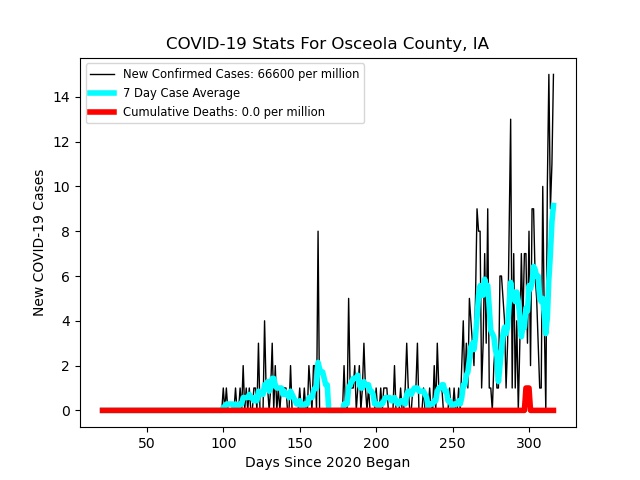 COVID-19 Stats For Osceola County, IA
New Confirmed Cases: 66600 per million
7 Day Case Average
Cumulative Deaths: 0.0 per million
New COVID-19 Cases
14
12
10
8
6
4
2
0
50 100 150 200 250 300
Days Since 2020 Began